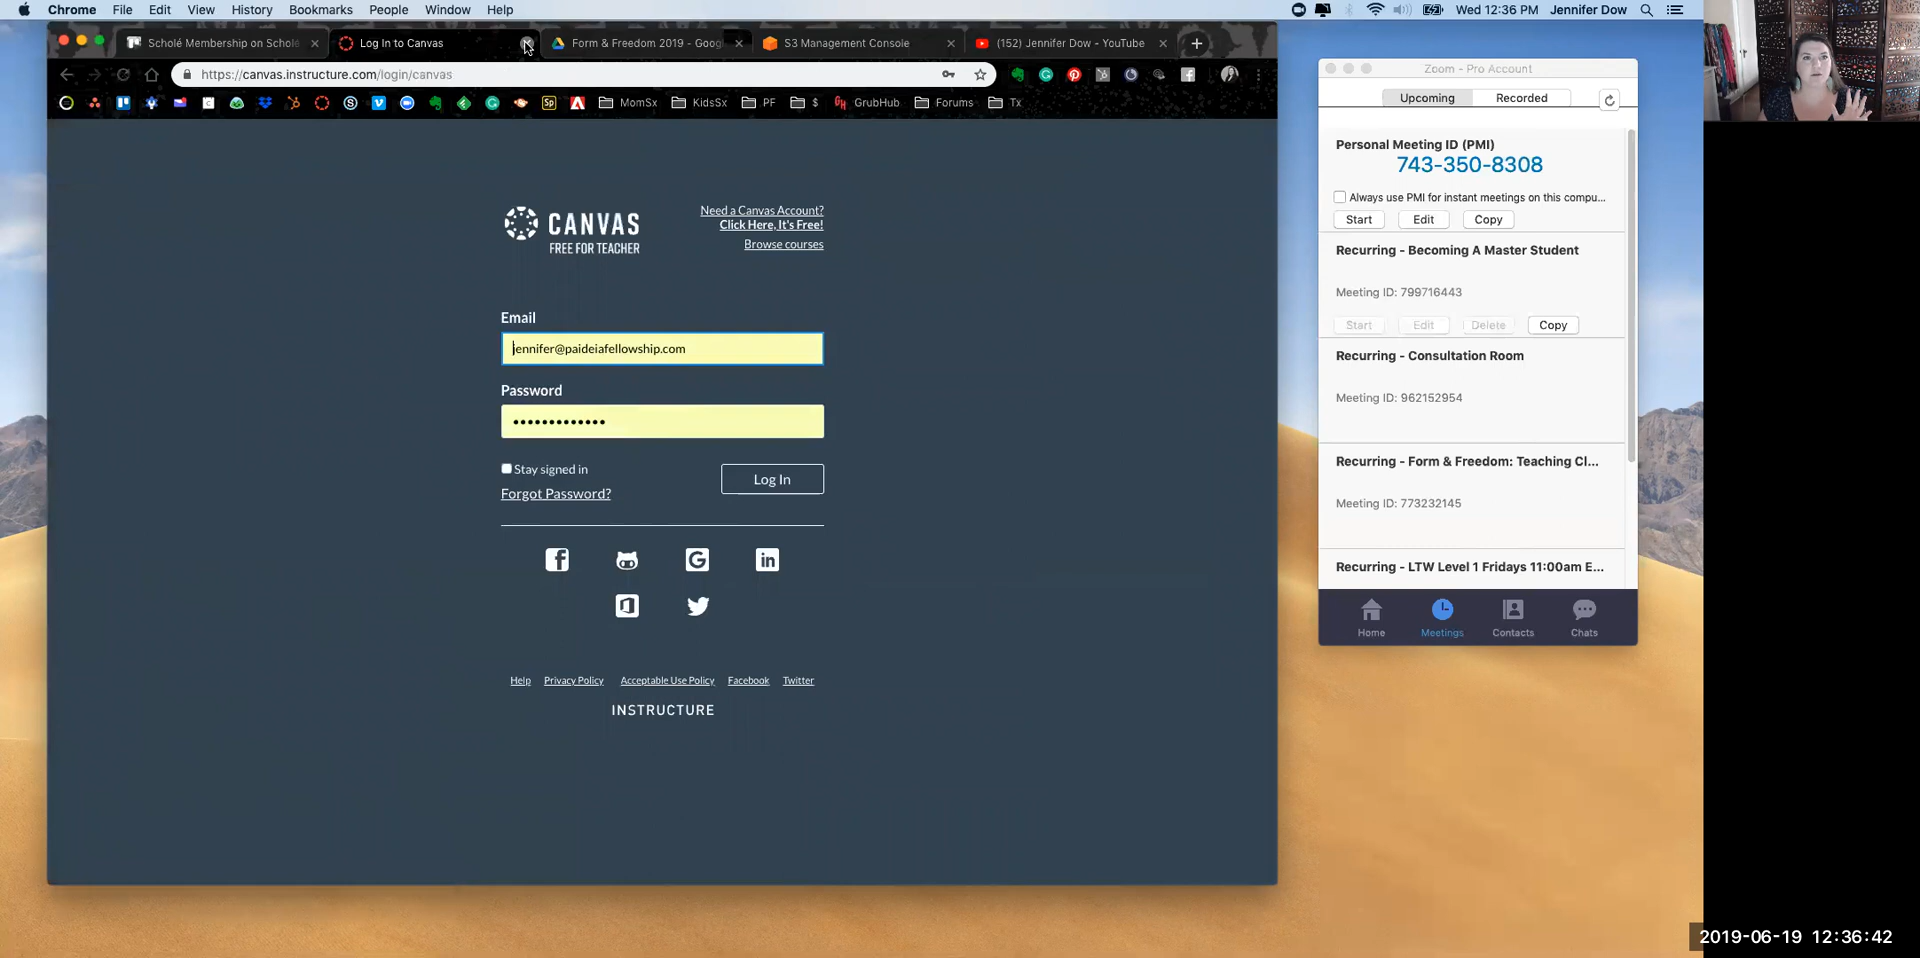 Chrome File Edit View History Bookmarks People Window Help
Wed 12:36 PM Jennifer Dow
Scholé Membership on Schole
Log In to Canvas
Form & Freedom 2019 - Goog
S3 Management Console
(152) Jennifer Dow - YouTube
https://canvas.instructure.com/login/canvas
MomSx KidsSx PF $ GrubHub Forums Tx
CANVAS
FREE FOR TEACHER
Need a Canvas Account?
Click Here, It's Free!
Browse courses
Email
jennifer@paideiafellowship.com
Password
•••••••••••••
Stay signed in
Log In
Forgot Password?
Help Privacy Policy Acceptable Use Policy Facebook Twitter
INSTRUCTURE
Zoom - Pro Account
Upcoming Recorded
Personal Meeting ID (PMI)
743-350-8308
Always use PMI for instant meetings on this compu...
Start Edit Copy
Recurring - Becoming A Master Student
Meeting ID: 799716443
Start Edit Delete Copy
Recurring - Consultation Room
Meeting ID: 962152954
Recurring - Form & Freedom: Teaching Cl...
Meeting ID: 773232145
Recurring - LTW Level 1 Fridays 11:00am E...
Home Meetings Contacts Chats
2019-06-19 12:36:42